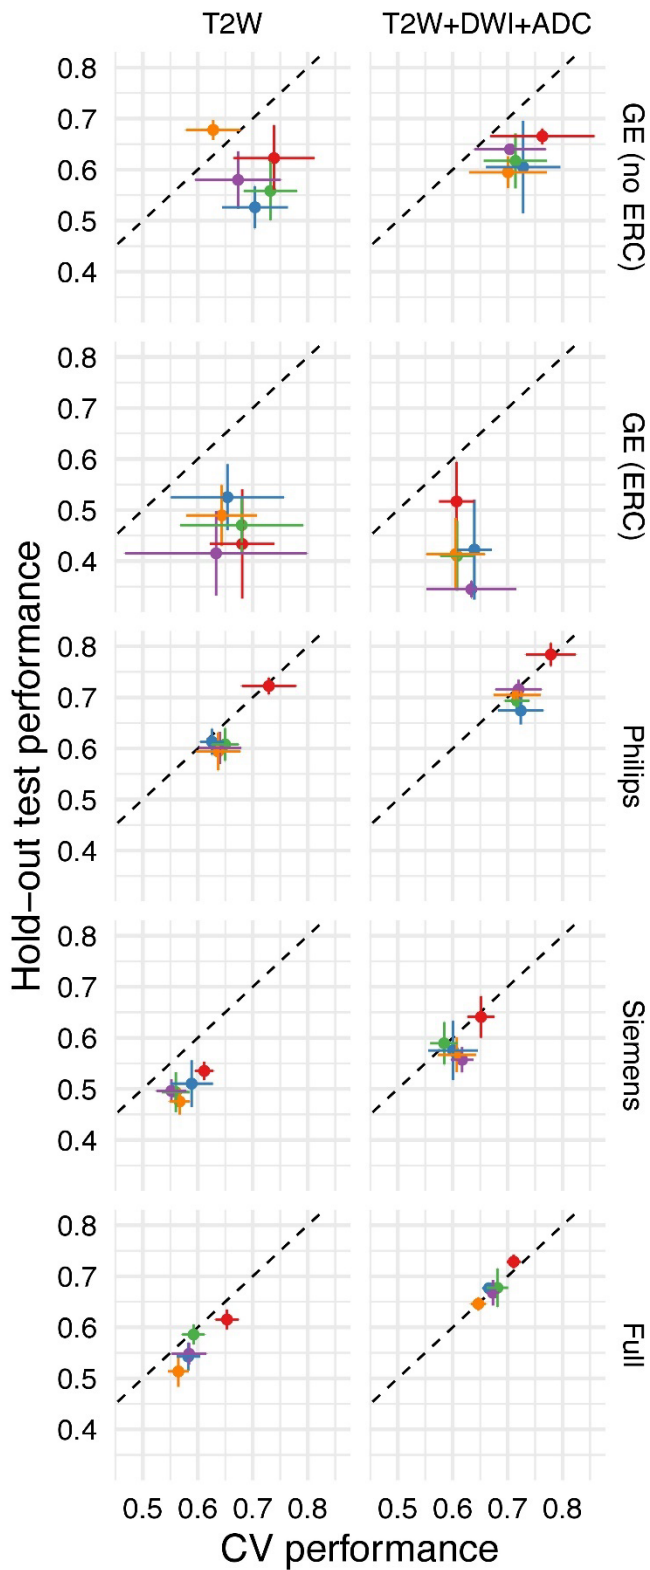 T2W
T2W+DWI+ADC
0.8
0.7
0.6
0.5
0.4
GE (no ERC)
0.8
0.7
0.6
0.5
0.4
GE (ERC)
Hold−out test performance
0.8
0.7
0.6
0.5
0.4
Philips
0.8
0.7
0.6
0.5
0.4
Siemens
0.8
0.7
0.6
0.5
0.4
Full
0.5 0.6 0.7 0.8 0.5 0.6 0.7 0.8
CV performance